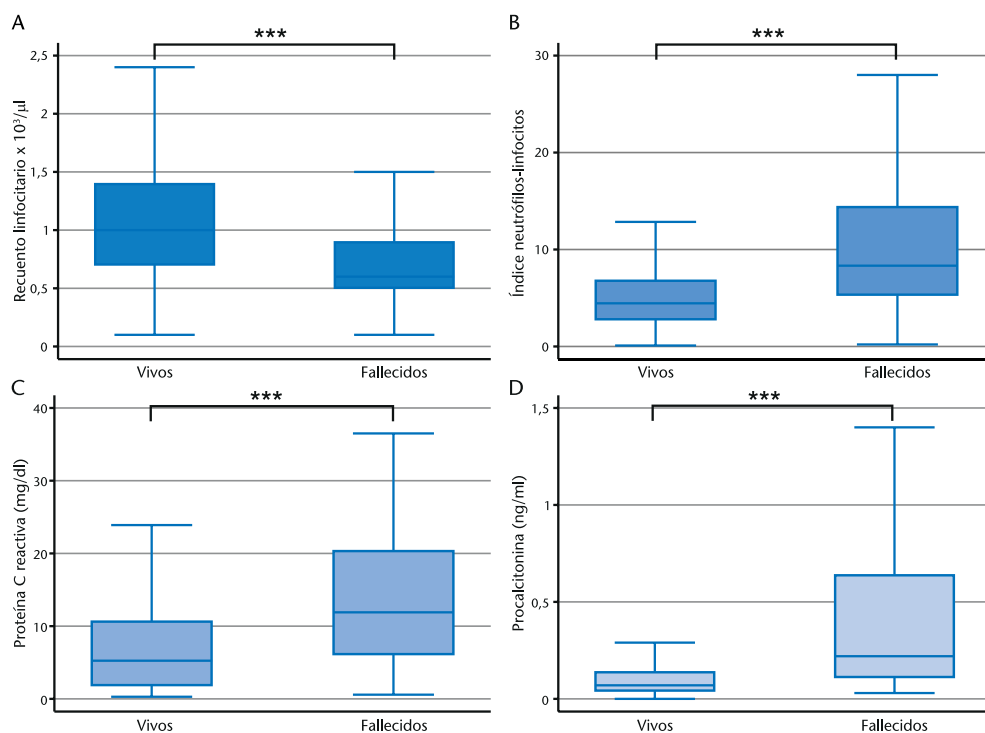 A
***
Recuento linfocitario x 10³/µl
2,5
2
1,5
1
0,5
0
Vivos
Fallecidos
B
***
Índice neutrófilos-linfocitos
30
20
10
0
Vivos
Fallecidos
C
***
Proteína C reactiva (mg/dl)
40
30
20
10
0
Vivos
Fallecidos
D
***
Procalcitonina (ng/ml)
1,5
1
0,5
0
Vivos
Fallecidos